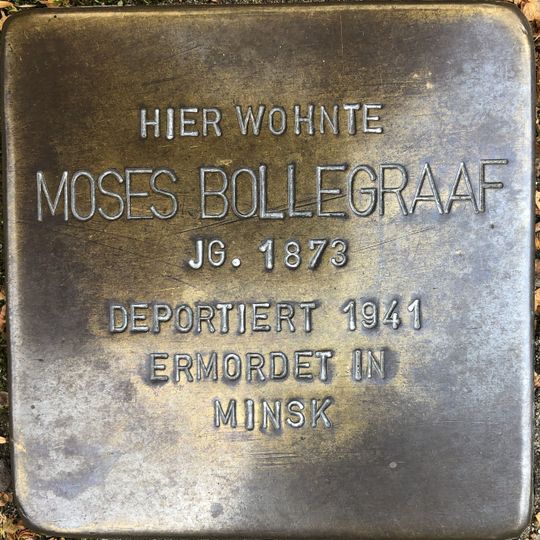 HIER WOHNTE
MOSES BOLLEGRAAF
JG. 1873
DEPORTIERT 1941
ERMORDET IN
MINSK